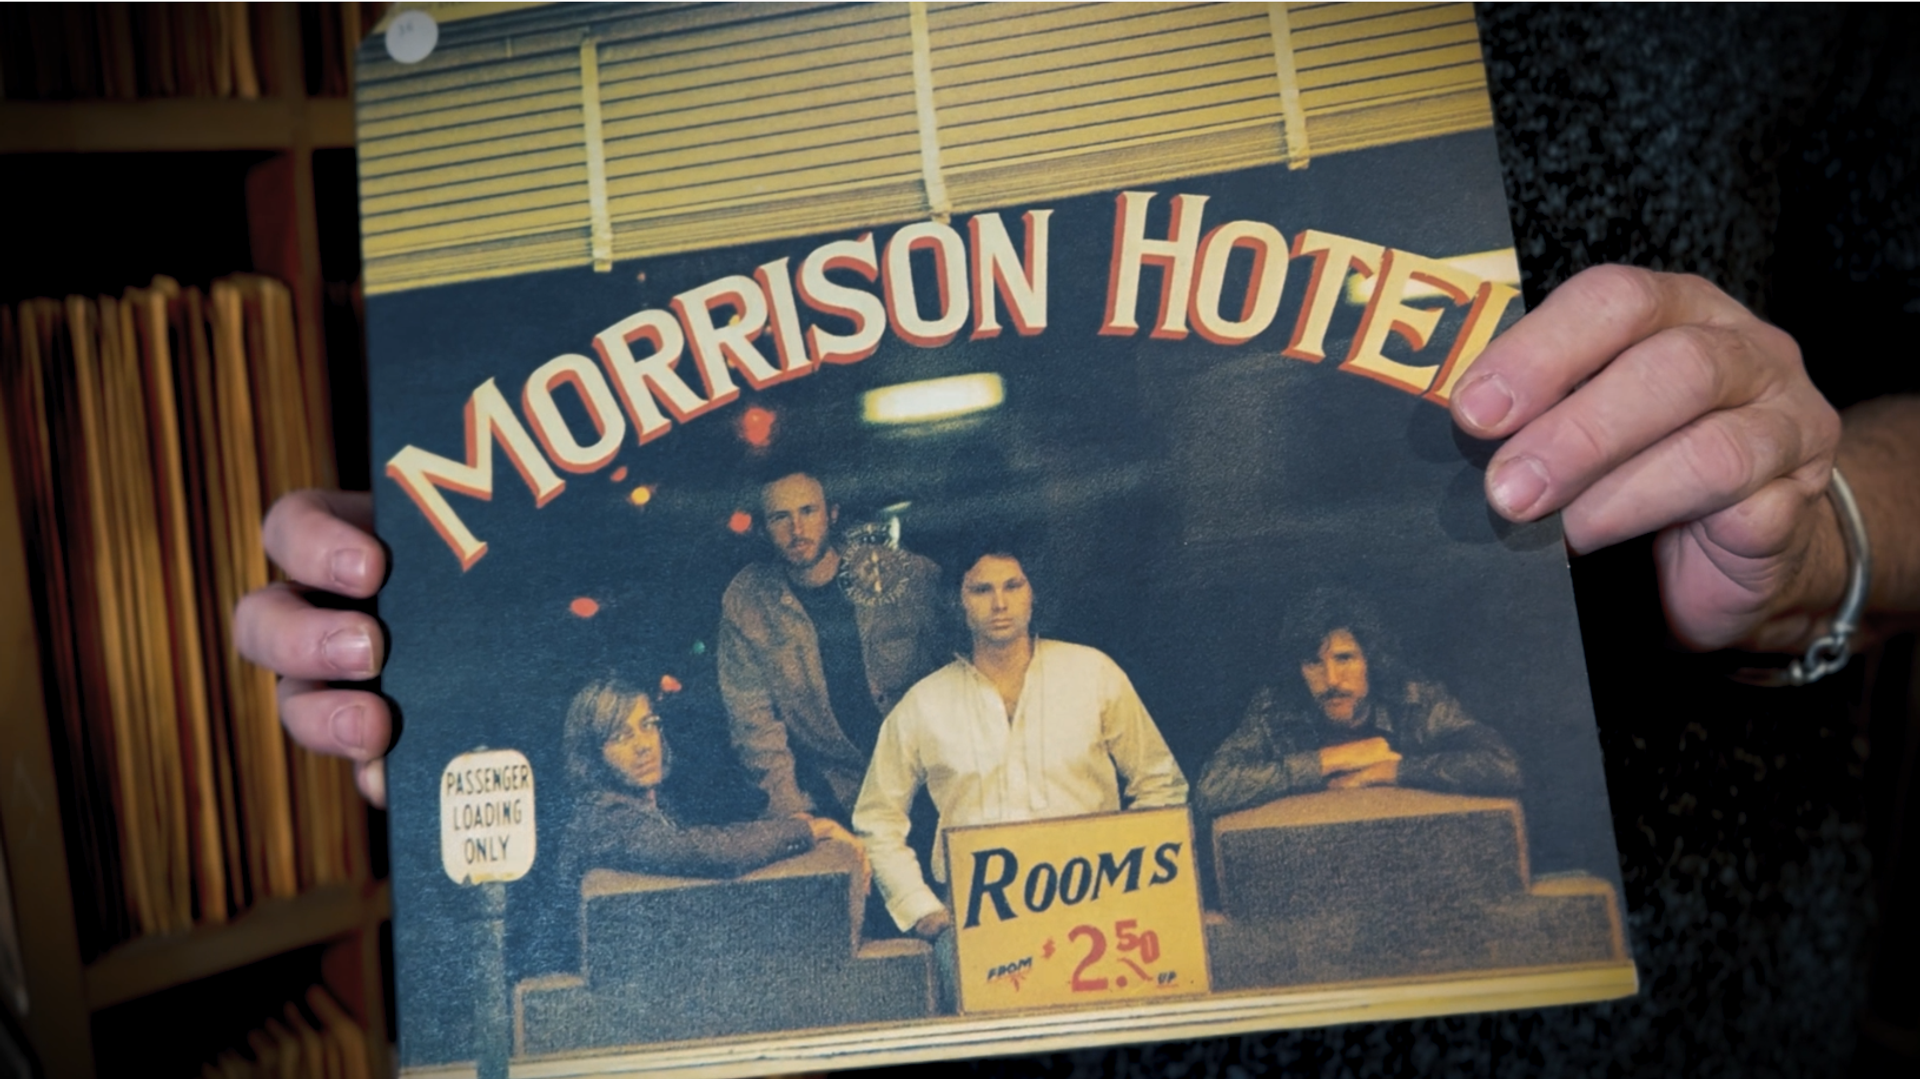 MORRISON HOTEL
PASSENGER
LOADING
ONLY
ROOMS
FROM $2.50 UP